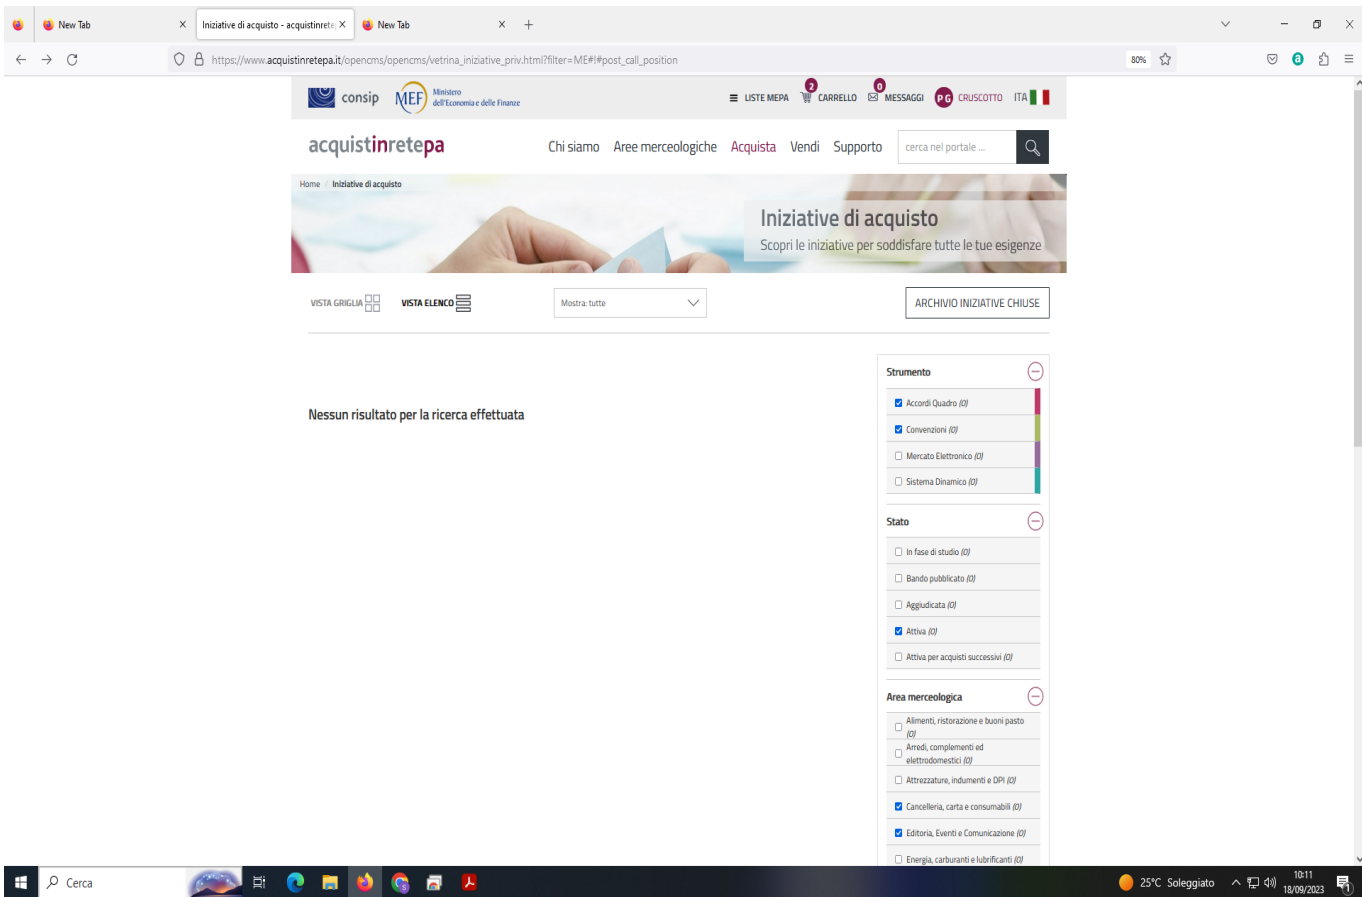 New Tab
Iniziative di acquisto - acquistinrete
New Tab
https://www.acquistinretepa.it/opencms/opencms/vetrina_iniziative_priv.html?filter=ME#!#post_call_position
80%
consip
MEF
Ministero
dell'Economia e delle Finanze
LISTE MEPA
2
CARRELLO
0
MESSAGGI
PG
CRUSCOTTO
ITA
acquistinretepa
Chi siamo
Aree merceologiche
Acquista
Vendi
Supporto
cerca nel portale ...
Home / Iniziative di acquisto
Iniziative di acquisto
Scopri le iniziative per soddisfare tutte le tue esigenze
VISTA GRIGLIA
VISTA ELENCO
Mostra: tutte
ARCHIVIO INIZIATIVE CHIUSE
Nessun risultato per la ricerca effettuata
Strumento
Accordi Quadro (0)
Convenzioni (0)
Mercato Elettronico (0)
Sistema Dinamico (0)
Stato
In fase di studio (0)
Bando pubblicato (0)
Aggiudicata (0)
Attiva (0)
Attiva per acquisti successivi (0)
Area merceologica
Alimenti, ristorazione e buoni pasto
(0)
Arredi, complementi ed
elettrodomestici (0)
Attrezzature, indumenti e DPI (0)
Cancelleria, carta e consumabili (0)
Editoria, Eventi e Comunicazione (0)
Energia, carburanti e lubrificanti (0)
Cerca
25°C Soleggiato
10:11
18/09/2023
1